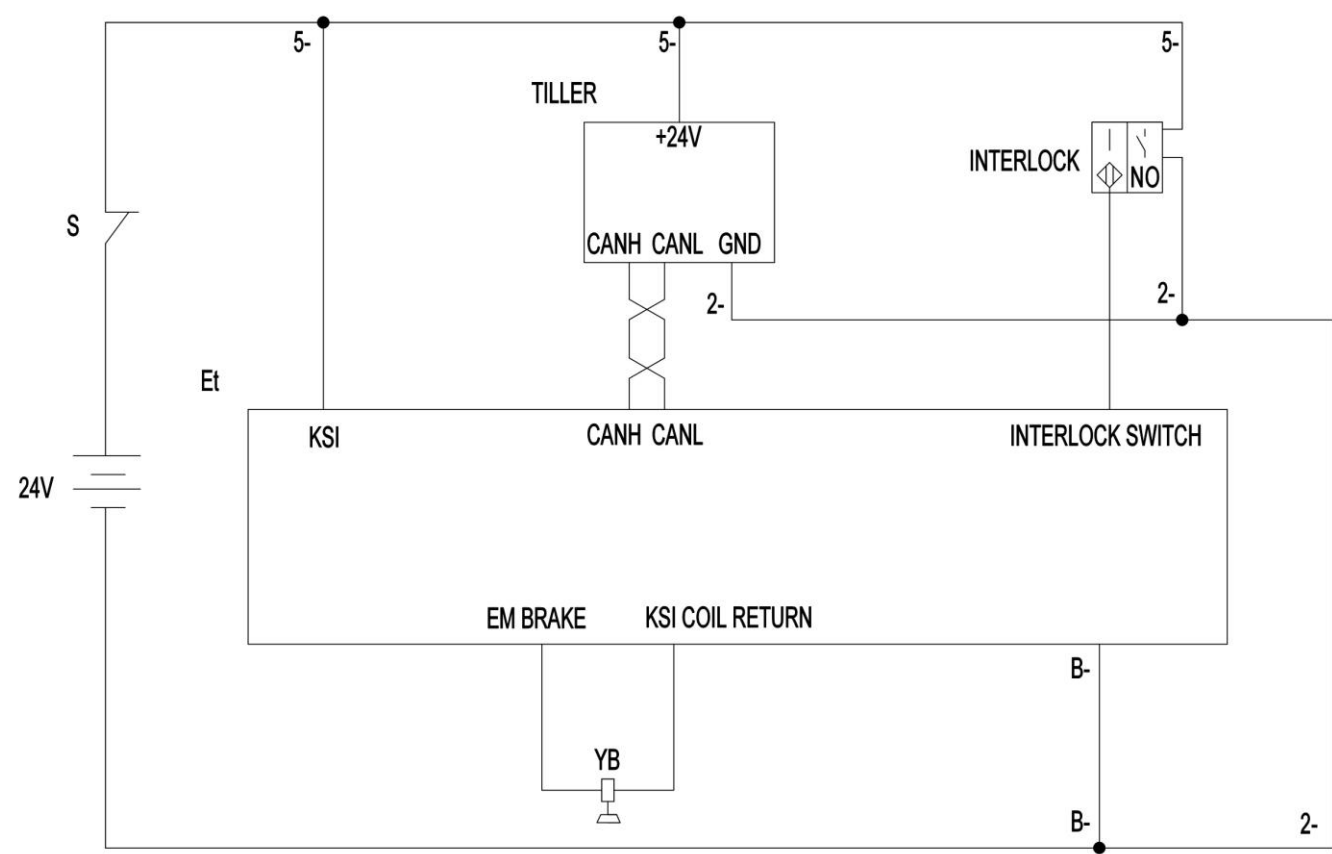 5- 5- 5-
TILLER
+24V
INTERLOCK
NO
S
CANH CANL GND
2- 2-
Et
KSI CANH CANL INTERLOCK SWITCH
24V
EM BRAKE KSI COIL RETURN
B-
YB
B- 2-